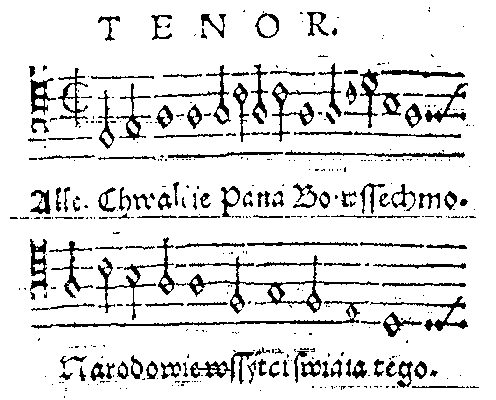 TENOR.
Alle. Chwalcie Pana Bo. wssechmo.
Narodowie wssytci swiata tego.